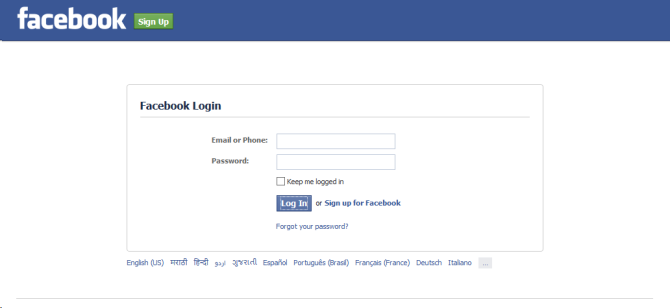 facebook Sign Up
Facebook Login
Email or Phone:
Password:
Keep me logged in
Log In or Sign up for Facebook
Forgot your password?
English (US) मराठी हिन्दी اردو ગુજરાતી Español Português (Brasil) Français (France) Deutsch Italiano ...